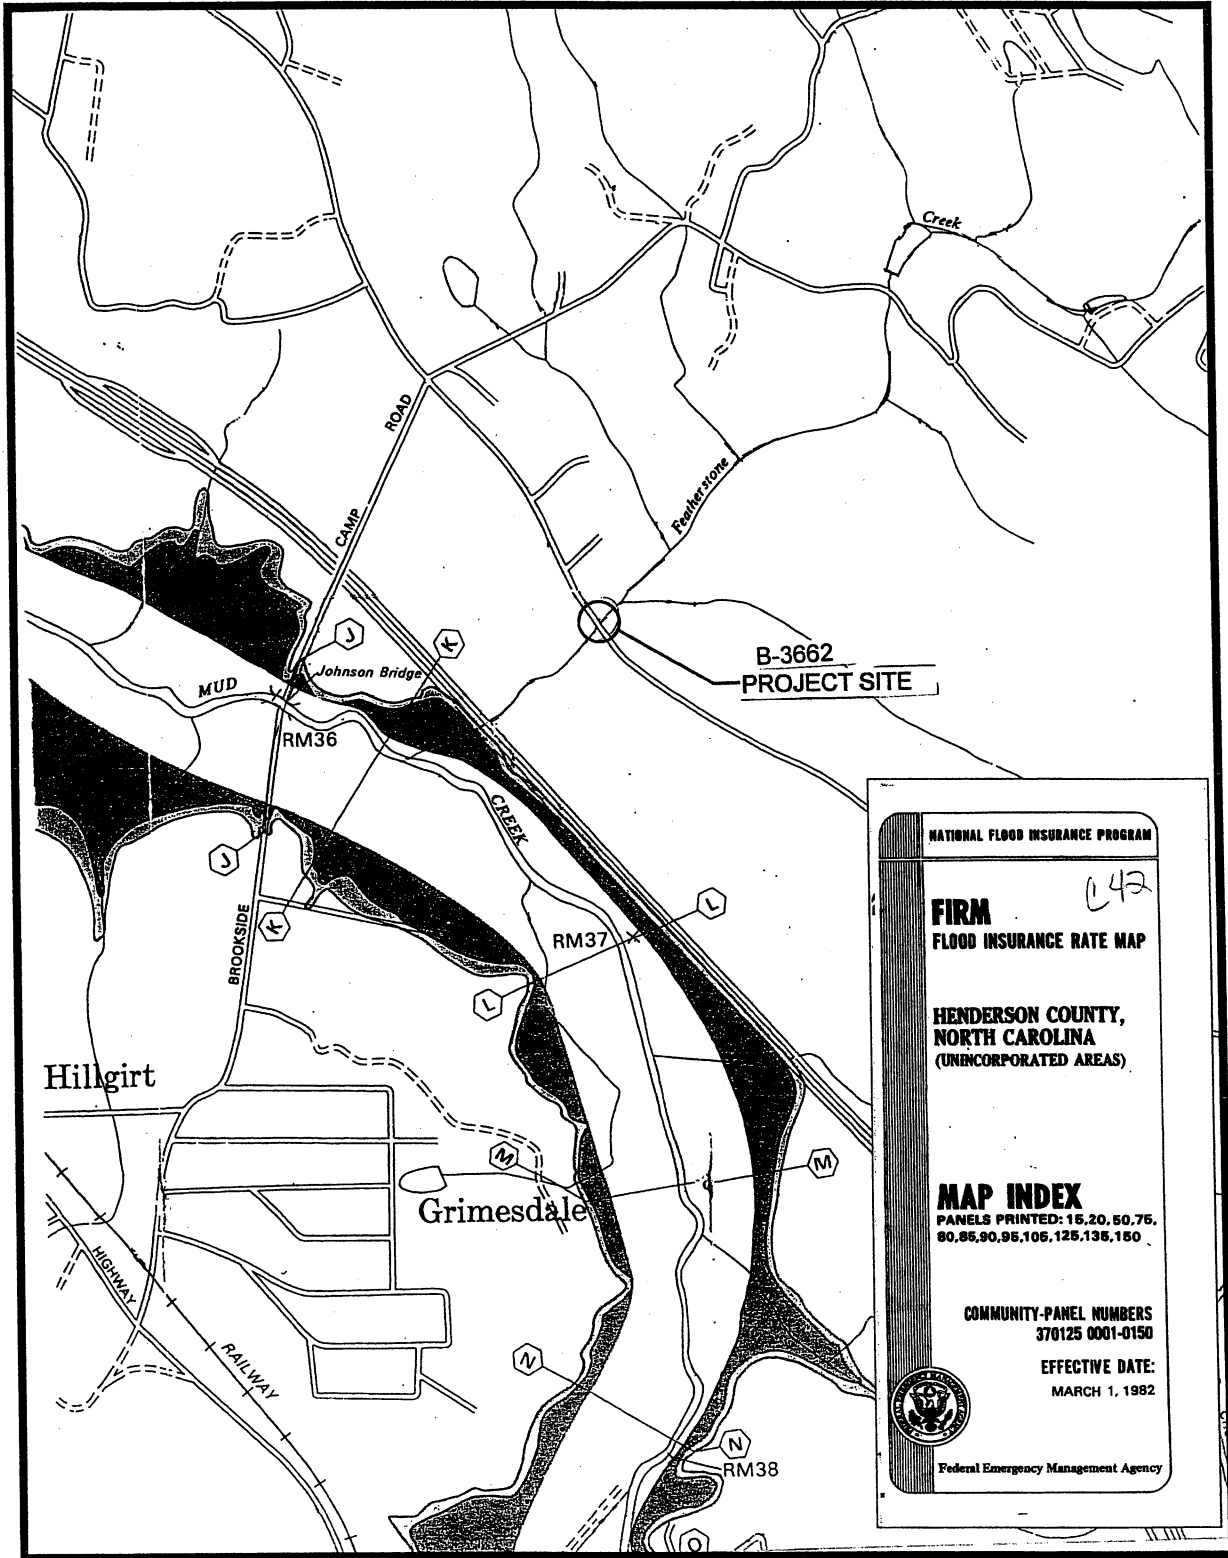 Creek
ROAD
CAMP
Featherstone
J
K
Johnson Bridge
B-3662
PROJECT SITE
MUD
RM36
CREEK
J
K
L
RM37
L
BROOKSIDE
Hillgirt
M
M
Grimesdale
HIGHWAY
RAILWAY
N
N
RM38
O
NATIONAL FLOOD INSURANCE PROGRAM
C42
FIRM
FLOOD INSURANCE RATE MAP
HENDERSON COUNTY,
NORTH CAROLINA
(UNINCORPORATED AREAS)
MAP INDEX
PANELS PRINTED: 15,20,50,75,
80,85,90,95,105,125,135,150
COMMUNITY-PANEL NUMBERS
370125 0001-0150
EFFECTIVE DATE:
MARCH 1, 1982
Federal Emergency Management Agency